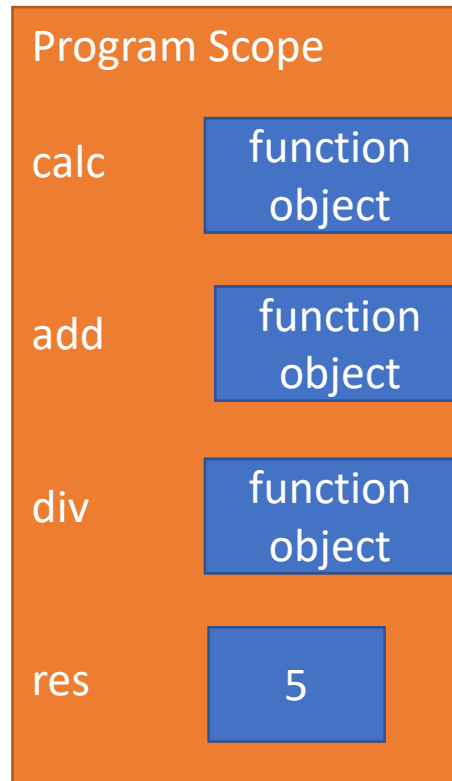 Program Scope
calc
function
object
add
function
object
div
function
object
res
5